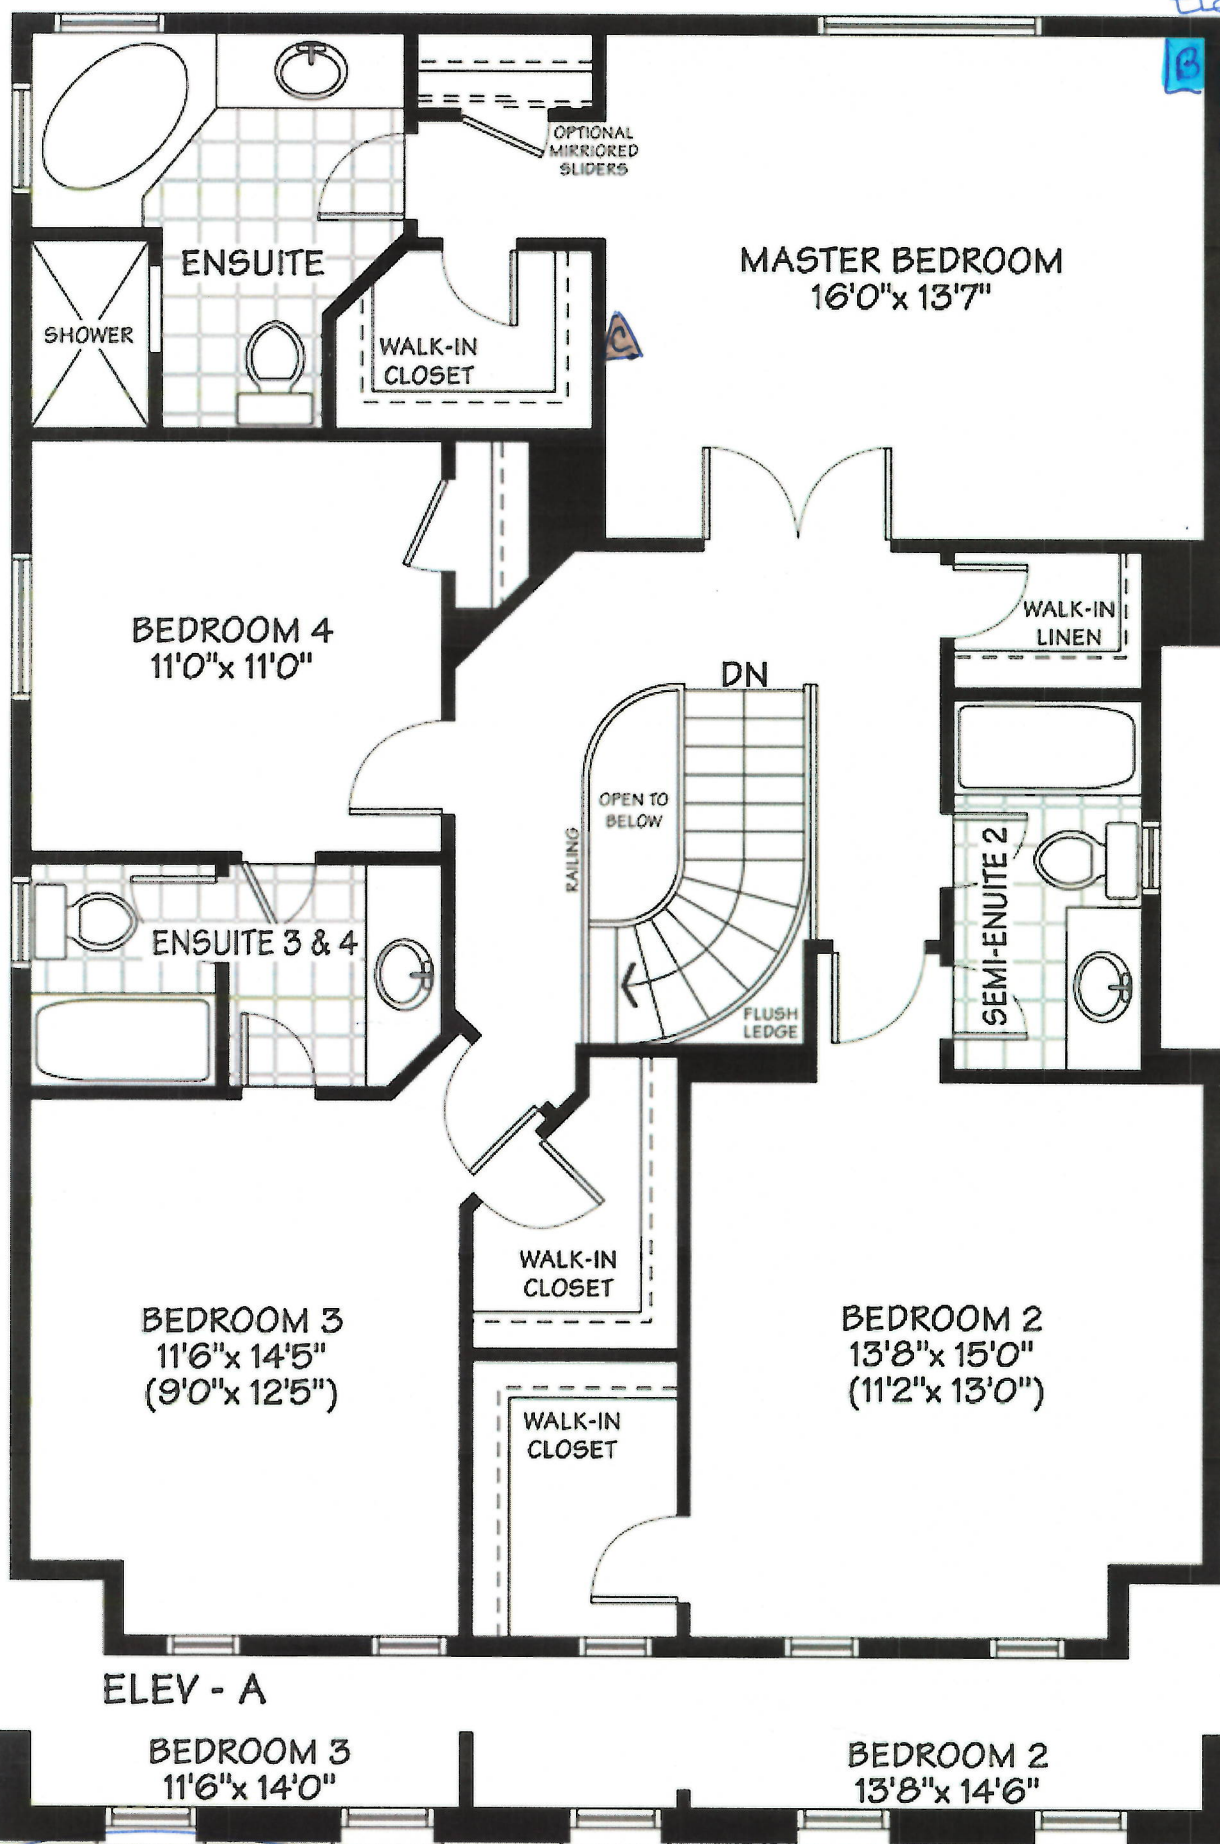 B
OPTIONAL
MIRRIORED
SLIDERS
ENSUITE
MASTER BEDROOM
16'0"x 13'7"
SHOWER
WALK-IN
CLOSET
C
BEDROOM 4
11'0"x 11'0"
WALK-IN
LINEN
DN
OPEN TO
BELOW
RAILING
SEMI-ENUITE 2
ENSUITE 3 & 4
FLUSH
LEDGE
WALK-IN
CLOSET
BEDROOM 3
11'6"x 14'5"
(9'0"x 12'5")
BEDROOM 2
13'8"x 15'0"
(11'2"x 13'0")
WALK-IN
CLOSET
ELEV - A
BEDROOM 3
11'6"x 14'0"
BEDROOM 2
13'8"x 14'6"